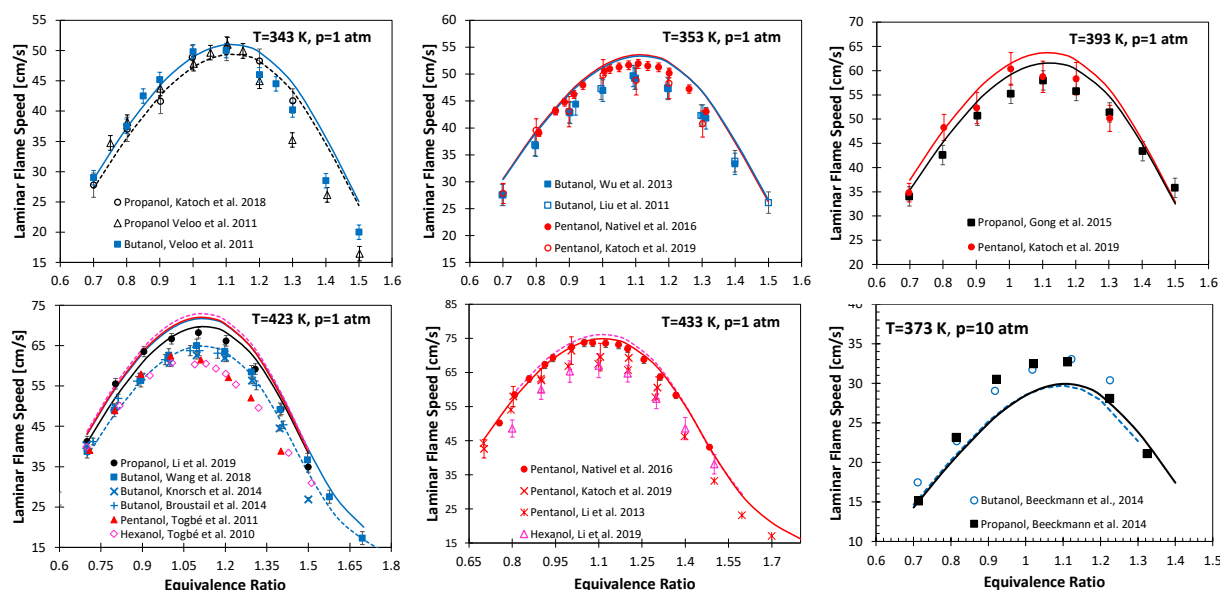 T=343 K, p=1 atm
Laminar Flame Speed [cm/s]
55
50
45
40
35
30
25
20
15
Propanol, Katoch et al. 2018
Propanol Veloo et al. 2011
Butanol, Veloo et al. 2011
0.6 0.7 0.8 0.9 1 1.1 1.2 1.3 1.4 1.5 1.6
T=353 K, p=1 atm
Laminar Flame Speed [cm/s]
60
55
50
45
40
35
30
25
20
15
Butanol, Wu et al. 2013
Butanol, Liu et al. 2011
Pentanol, Nativel et al. 2016
Pentanol, Katoch et al. 2019
0.6 0.7 0.8 0.9 1 1.1 1.2 1.3 1.4 1.5 1.6
T=393 K, p=1 atm
Laminar Flame Speed [cm/s]
70
65
60
55
50
45
40
35
30
25
20
Propanol, Gong et al. 2015
Pentanol, Katoch et al. 2019
0.6 0.7 0.8 0.9 1 1.1 1.2 1.3 1.4 1.5 1.6
T=423 K, p=1 atm
Laminar Flame Speed [cm/s]
75
65
55
45
35
25
15
Propanol, Li et al. 2019
Butanol, Wang et al. 2018
Butanol, Knorsch et al. 2014
Butanol, Broustail et al. 2014
Pentanol, Togbé et al. 2011
Hexanol, Togbé et al. 2010
0.6 0.75 0.9 1.05 1.2 1.35 1.5 1.65 1.8
Equivalence Ratio
T=433 K, p=1 atm
Laminar Flame Speed [cm/s]
85
75
65
55
45
35
25
15
Pentanol, Nativel et al. 2016
Pentanol, Katoch et al. 2019
Pentanol, Li et al. 2013
Hexanol, Li et al. 2019
0.65 0.8 0.95 1.1 1.25 1.4 1.55 1.7
Equivalence Ratio
T=373 K, p=10 atm
Laminar Flame Speed [cm/s]
40
35
30
25
20
15
10
Butanol, Beeckmann et al., 2014
Propanol, Beeckmann et al. 2014
0.6 0.7 0.8 0.9 1 1.1 1.2 1.3 1.4 1.5
Equivalence Ratio